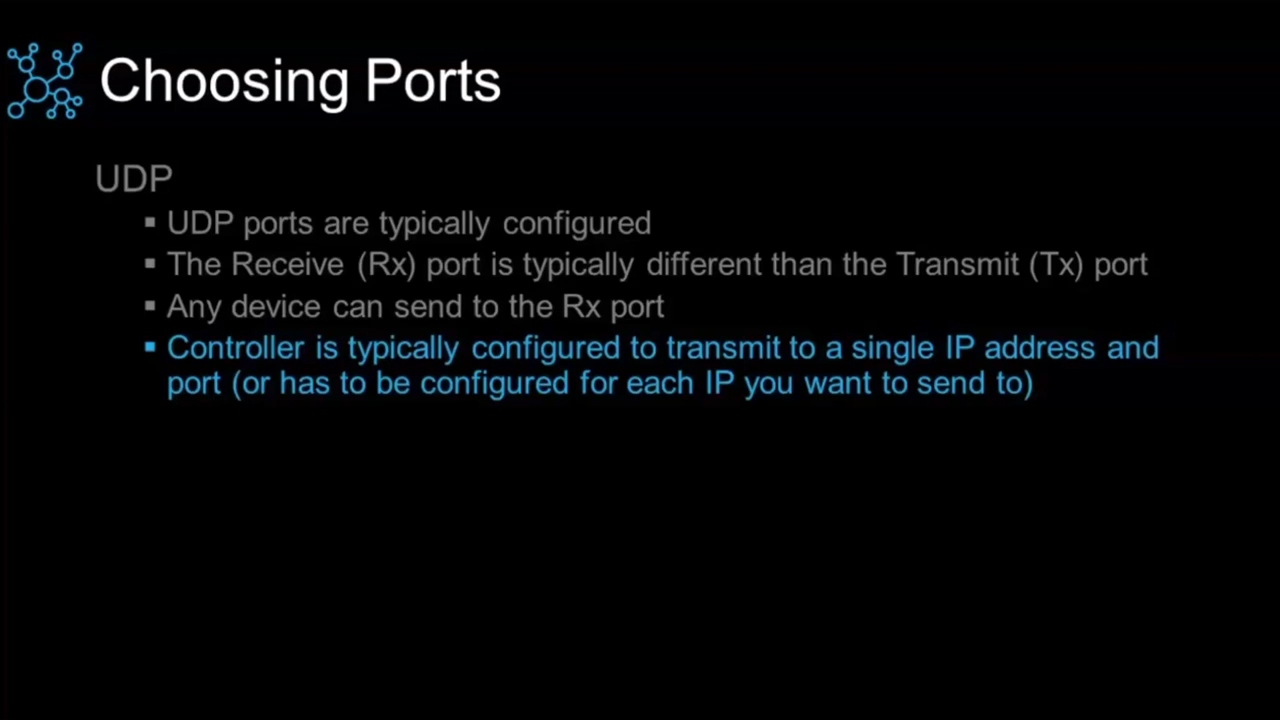 Choosing Ports
UDP
▪ UDP ports are typically configured
▪ The Receive (Rx) port is typically different than the Transmit (Tx) port
▪ Any device can send to the Rx port
▪ Controller is typically configured to transmit to a single IP address and
port (or has to be configured for each IP you want to send to)